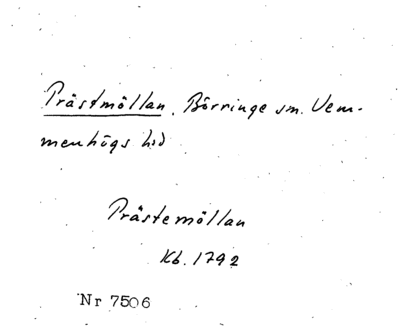 Prästmöllan, Börringe sn. Vem-
menhögs hd
Prästemöllan
Kb. 1792
Nr 7506